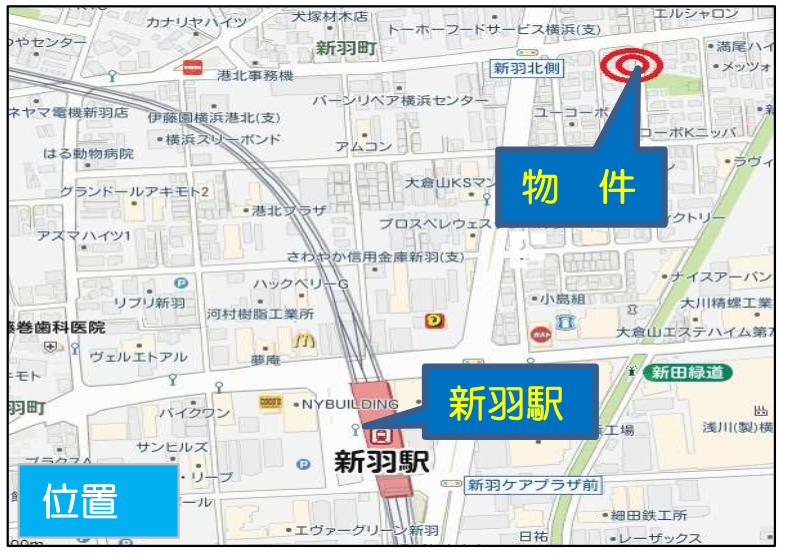 カナリヤハイツ
犬塚材木店
トーホーフードサービス横浜(支)
エルシャロン
新羽町
満尾ハイ
メッツォ
港北事務機
新羽北側
バーンリペア横浜センター
ユーコーポ
ネヤマ電機新羽店
伊藤園横浜港北(支)
横浜スリーボンド
アムコン
コーポKニッパ
はる動物病院
物 件
ラヴィ
グランドールアキモト2
大倉山KSマン
港北プラザ
プロスペレウェス
クトリー
アズマハイツ1
さわやか信用金庫新羽(支)
ハックベリーG
ナイスアーバン
リブリ新羽
河村樹脂工業所
小島組
大川精螺工業
巻歯科医院
大倉山エステハイム第7
ヴェルエトアル
夢庵
新田緑道
新羽駅
羽町
バイクワン
COCO'S
NYBUILDING
工場
浅川(製)横
サンヒルズ
新羽駅
リーブ
新羽ケアプラザ前
位置
ール
エヴァーグリーン新羽
細田鉄工所
日祐
レーザックス